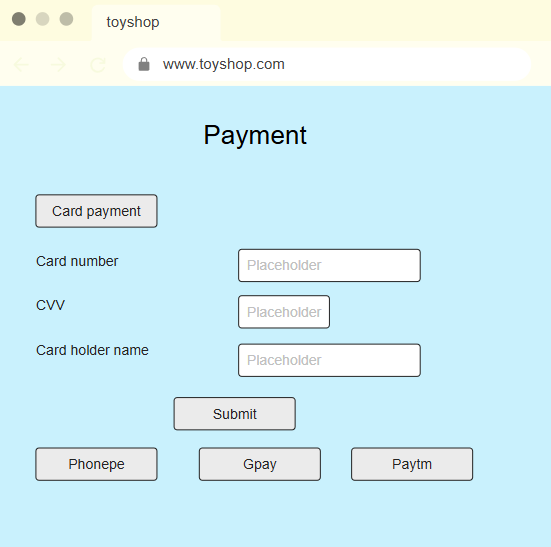 toyshop
www.toyshop.com
Payment
Card payment
Card number
Placeholder
CVV
Placeholder
Card holder name
Placeholder
Submit
Phonepe
Gpay
Paytm